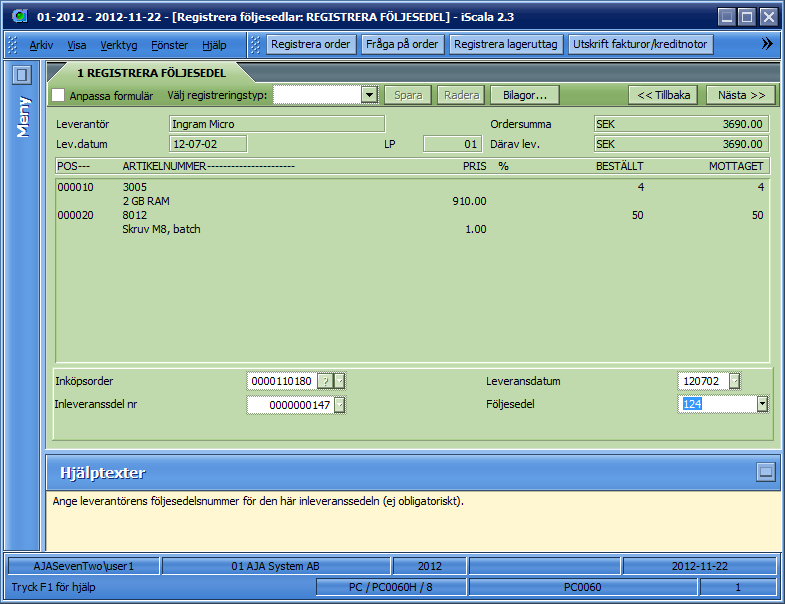 01-2012 - 2012-11-22 - [Registrera följesedlar: REGISTRERA FÖLJESEDEL] - iScala 2.3
Arkiv Visa Verktyg Fönster Hjälp Registrera order Fråga på order Registrera lageruttag Utskrift fakturor/kreditnotor
Meny
1 REGISTRERA FÖLJESEDEL
Anpassa formulär Välj registreringstyp: Spara Radera Bilagor... << Tillbaka Nästa >>
Leverantör Ingram Micro Ordersumma SEK 3690.00
Lev.datum 12-07-02 LP 01 Därav lev. SEK 3690.00
POS--- ARTIKELNUMMER---------------------- PRIS % BESTÄLLT MOTTAGET
000010 3005 4 4
2 GB RAM 910.00
000020 8012 50 50
Skruv M8, batch 1.00
Inköpsorder 0000110180 ? Leveransdatum 120702
Inleveranssdel nr 0000000147 Följesedel 124
Hjälptexter
Ange leverantörens följesedelsnummer för den här inleveranssedeln (ej obligatoriskt).
AJASevenTwo\user1 01 AJA System AB 2012 2012-11-22
Tryck F1 för hjälp PC / PC0060H / 8 PC0060 1